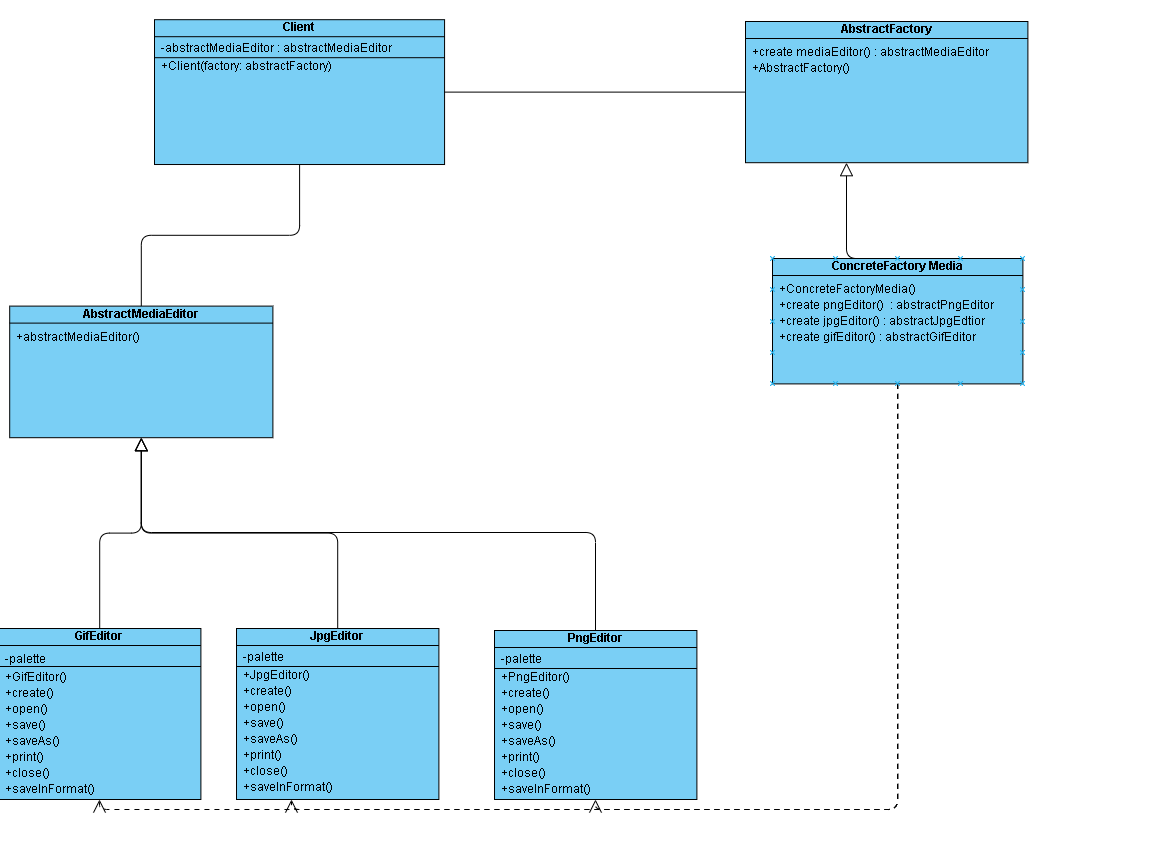 Client
-abstractMediaEditor : abstractMediaEditor
+Client(factory: abstractFactory)
AbstractFactory
+create mediaEditor() : abstractMediaEditor
+AbstractFactory()
ConcreteFactory Media
+ConcreteFactoryMedia()
+create pngEditor() : abstractPngEditor
+create jpgEditor() : abstractJpgEdtior
+create gifEditor() : abstractGifEditor
AbstractMediaEditor
+abstractMediaEditor()
GifEditor
-palette
+GifEditor()
+create()
+open()
+save()
+saveAs()
+print()
+close()
+saveInFormat()
JpgEditor
-palette
+JpgEditor()
+create()
+open()
+save()
+saveAs()
+print()
+close()
+saveInFormat()
PngEditor
-palette
+PngEditor()
+create()
+open()
+save()
+saveAs()
+print()
+close()
+saveInFormat()